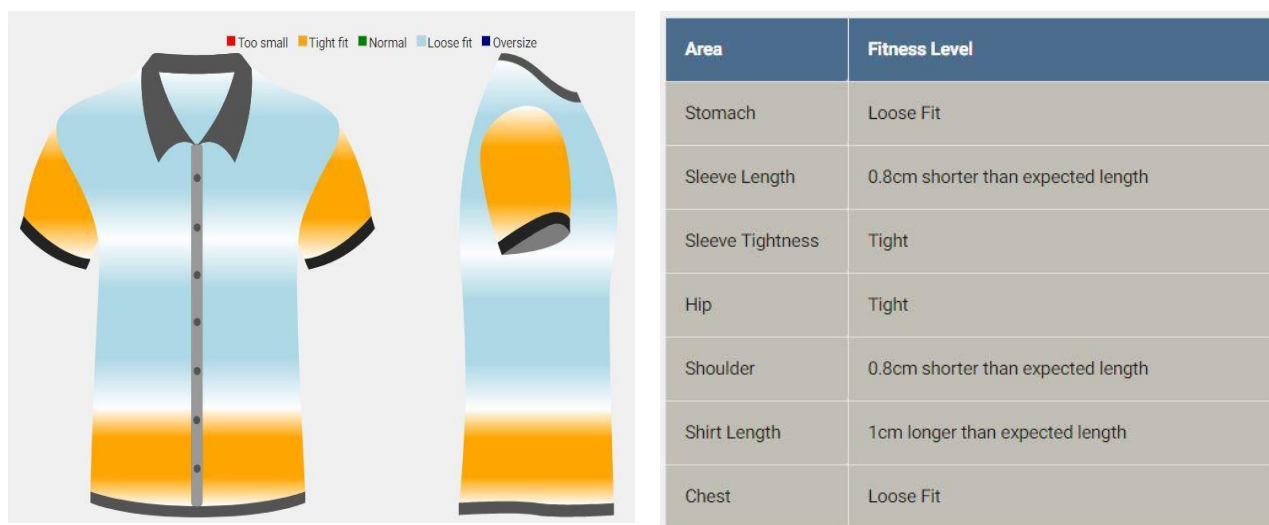 Too small Tight fit Normal Loose fit Oversize
Area Fitness Level
Stomach Loose Fit
Sleeve Length 0.8cm shorter than expected length
Sleeve Tightness Tight
Hip Tight
Shoulder 0.8cm shorter than expected length
Shirt Length 1cm longer than expected length
Chest Loose Fit